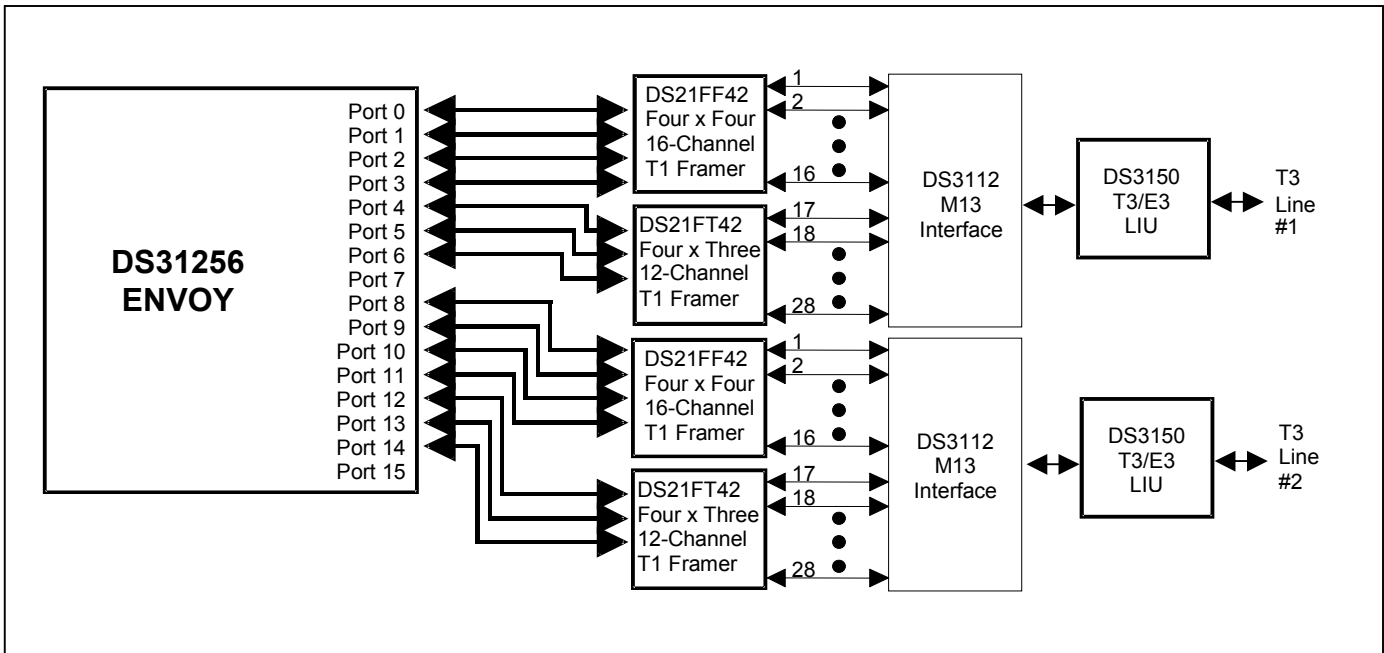 DS31256
ENVOY
Port 0
Port 1
Port 2
Port 3
Port 4
Port 5
Port 6
Port 7
Port 8
Port 9
Port 10
Port 11
Port 12
Port 13
Port 14
Port 15
DS21FF42
Four x Four
16-Channel
T1 Framer
1
2
16
DS21FT42
Four x Three
12-Channel
T1 Framer
17
18
28
DS3112
M13
Interface
DS3150
T3/E3
LIU
T3
Line
#1
DS21FF42
Four x Four
16-Channel
T1 Framer
1
2
16
DS21FT42
Four x Three
12-Channel
T1 Framer
17
18
28
DS3112
M13
Interface
DS3150
T3/E3
LIU
T3
Line
#2